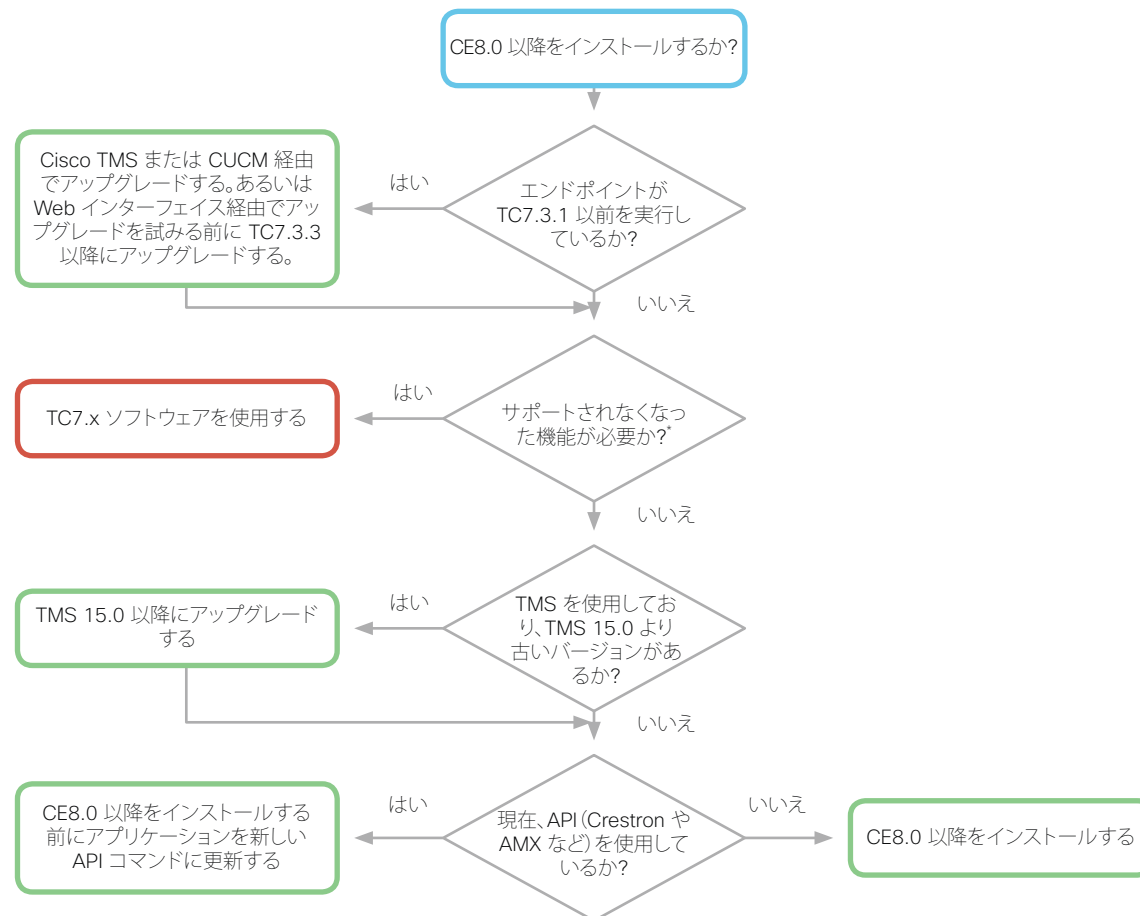 CE8.0 以降をインストールするか?
Cisco TMS または CUCM 経由
でアップグレードする。あるいは
Web インターフェイス経由でアッ
プグレードを試みる前に TC7.3.3
以降にアップグレードする。
はい
エンドポイントが
TC7.3.1 以前を実行し
ているか?
いいえ
TC7.x ソフトウェアを使用する
はい
サポートされなくなっ
た機能が必要か?*
いいえ
TMS 15.0 以降にアップグレード
する
はい
TMS を使用してお
り、TMS 15.0 より
古いバージョンがあ
るか?
いいえ
CE8.0 以降をインストールする
前にアプリケーションを新しい
API コマンドに更新する
はい
現在、API（Crestron や
AMX など）を使用して
いるか?
いいえ
CE8.0 以降をインストールする